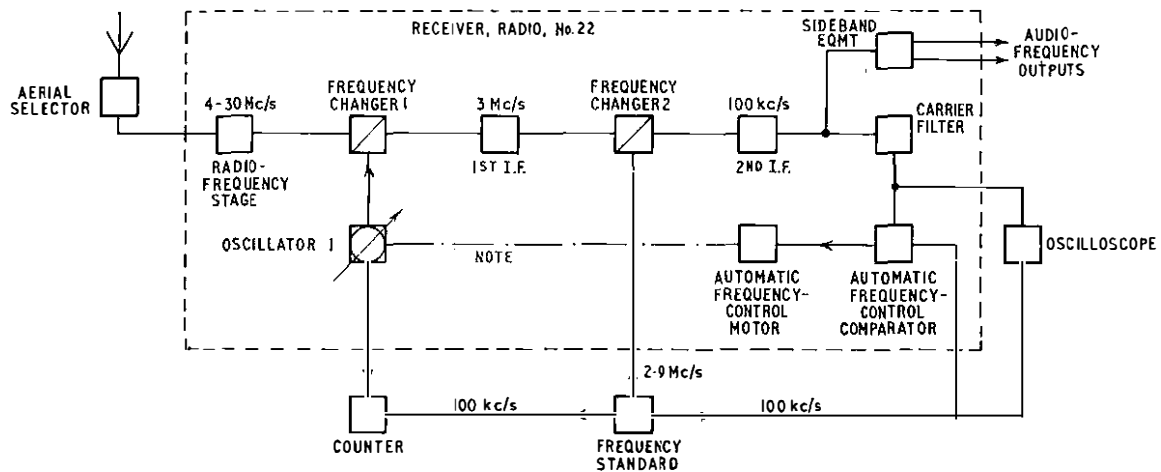 RECEIVER, RADIO, No.22
SIDEBAND
EQMT
AUDIO-
FREQUENCY
OUTPUTS
AERIAL
SELECTOR
4-30 Mc/s
FREQUENCY
CHANGER 1
3 Mc/s
FREQUENCY
CHANGER 2
100 kc/s
CARRIER
FILTER
RADIO-
FREQUENCY
STAGE
1ST I.F.
2ND I.F.
OSCILLATOR 1
NOTE
AUTOMATIC
FREQUENCY-
CONTROL
MOTOR
AUTOMATIC
FREQUENCY-
CONTROL
COMPARATOR
OSCILLOSCOPE
2·9 Mc/s
100 kc/s
100 kc/s
COUNTER
FREQUENCY
STANDARD